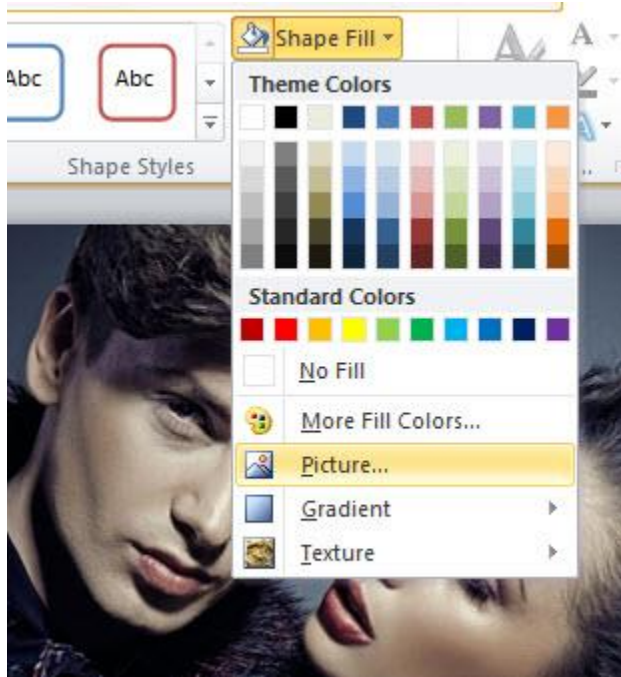 Shape Fill
A
A
Abc
Abc
Theme Colors
Shape Styles
Standard Colors
No Fill
More Fill Colors...
Picture...
Gradient
Texture